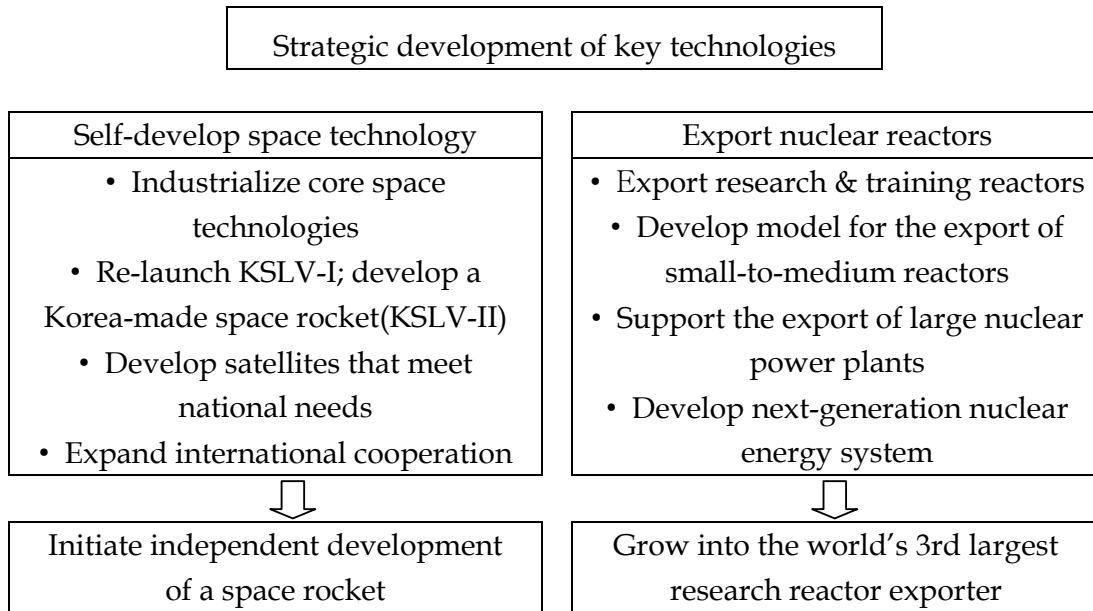 Strategic development of key technologies
Self-develop space technology
• Industrialize core space
technologies
• Re-launch KSLV-I; develop a
Korea-made space rocket(KSLV-II)
• Develop satellites that meet
national needs
• Expand international cooperation
Initiate independent development
of a space rocket
Export nuclear reactors
• Export research & training reactors
• Develop model for the export of
small-to-medium reactors
• Support the export of large nuclear
power plants
• Develop next-generation nuclear
energy system
Grow into the world's 3rd largest
research reactor exporter